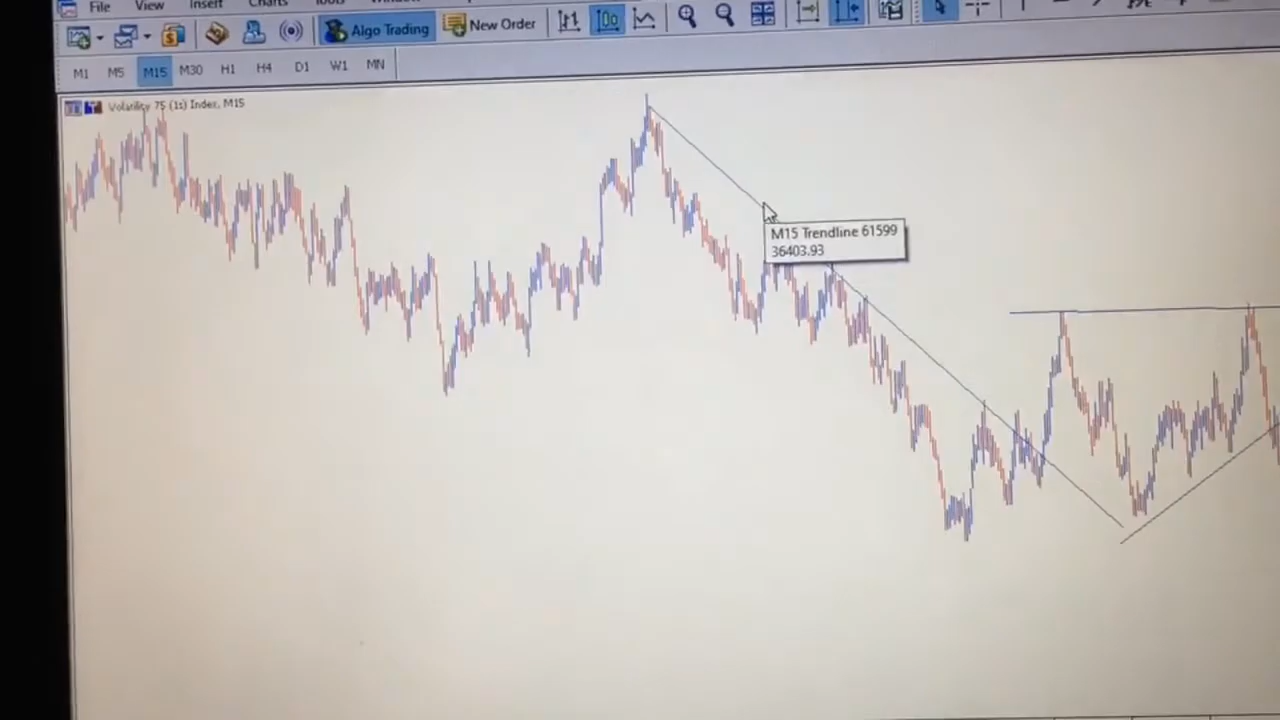 File View Insert Charts Tools
Algo Trading New Order
M1 M5 M15 M30 H1 H4 D1 W1 MN
Volatility 75 (1s) Index, M15
M15 Trendline 61599
36403.93